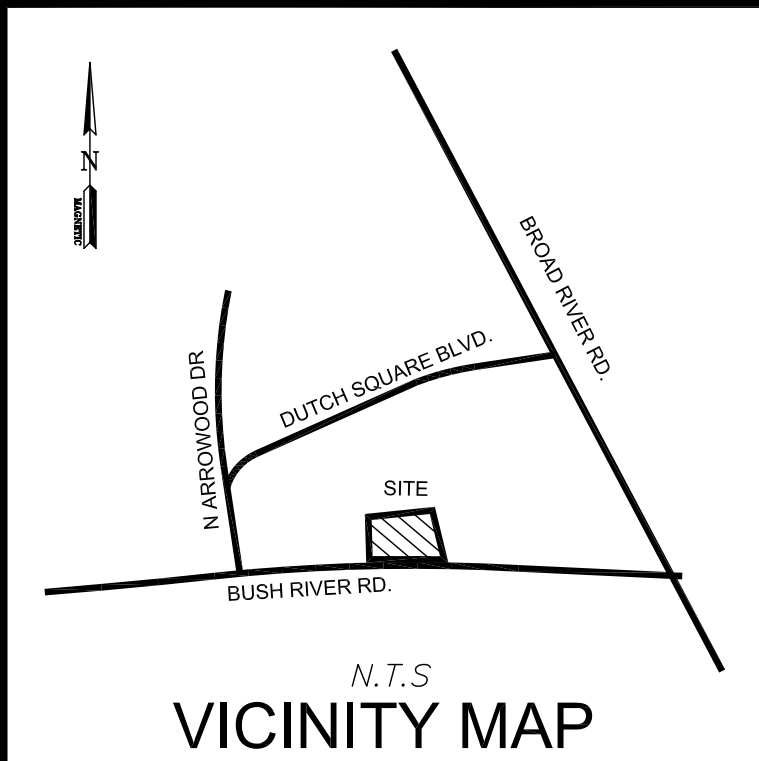 N
MAGNETIC
BROAD RIVER RD.
DUTCH SQUARE BLVD.
N ARROWOOD DR
SITE
BUSH RIVER RD.
N.T.S
VICINITY MAP